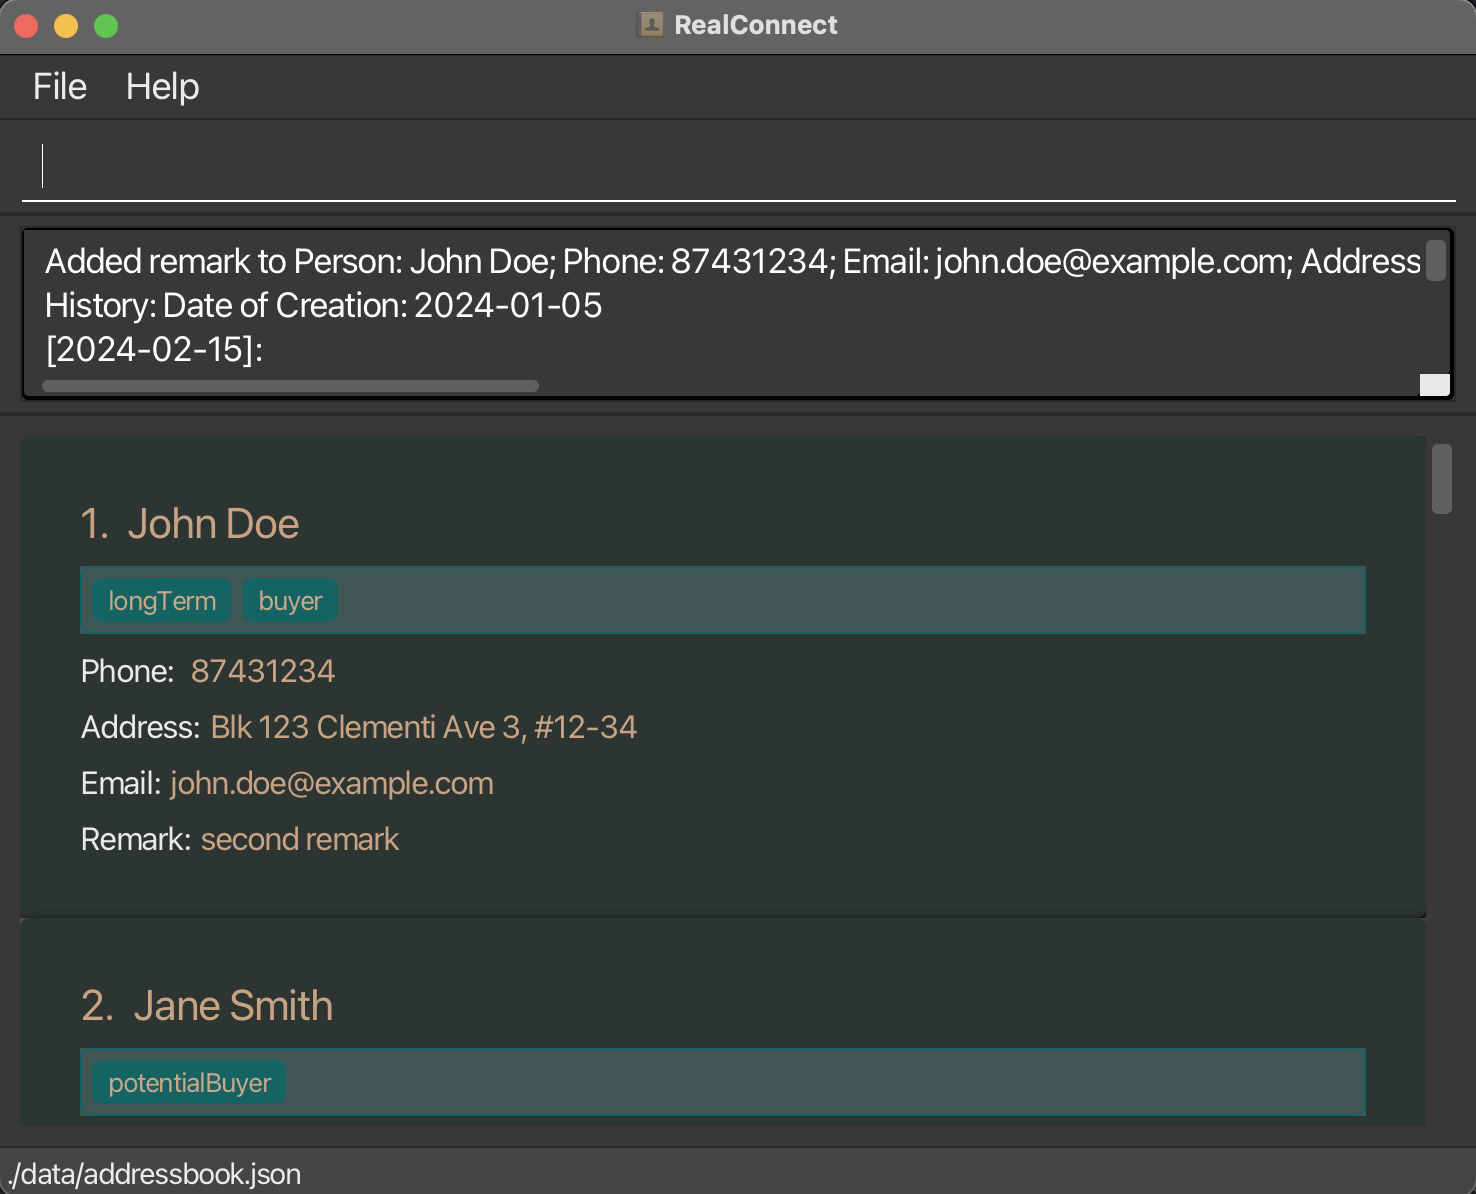 RealConnect
File Help
Added remark to Person: John Doe; Phone: 87431234; Email: john.doe@example.com; Address
History: Date of Creation: 2024-01-05
[2024-02-15]:
1. John Doe
longTerm buyer
Phone: 87431234
Address: Blk 123 Clementi Ave 3, #12-34
Email: john.doe@example.com
Remark: second remark
2. Jane Smith
potentialBuyer
./data/addressbook.json